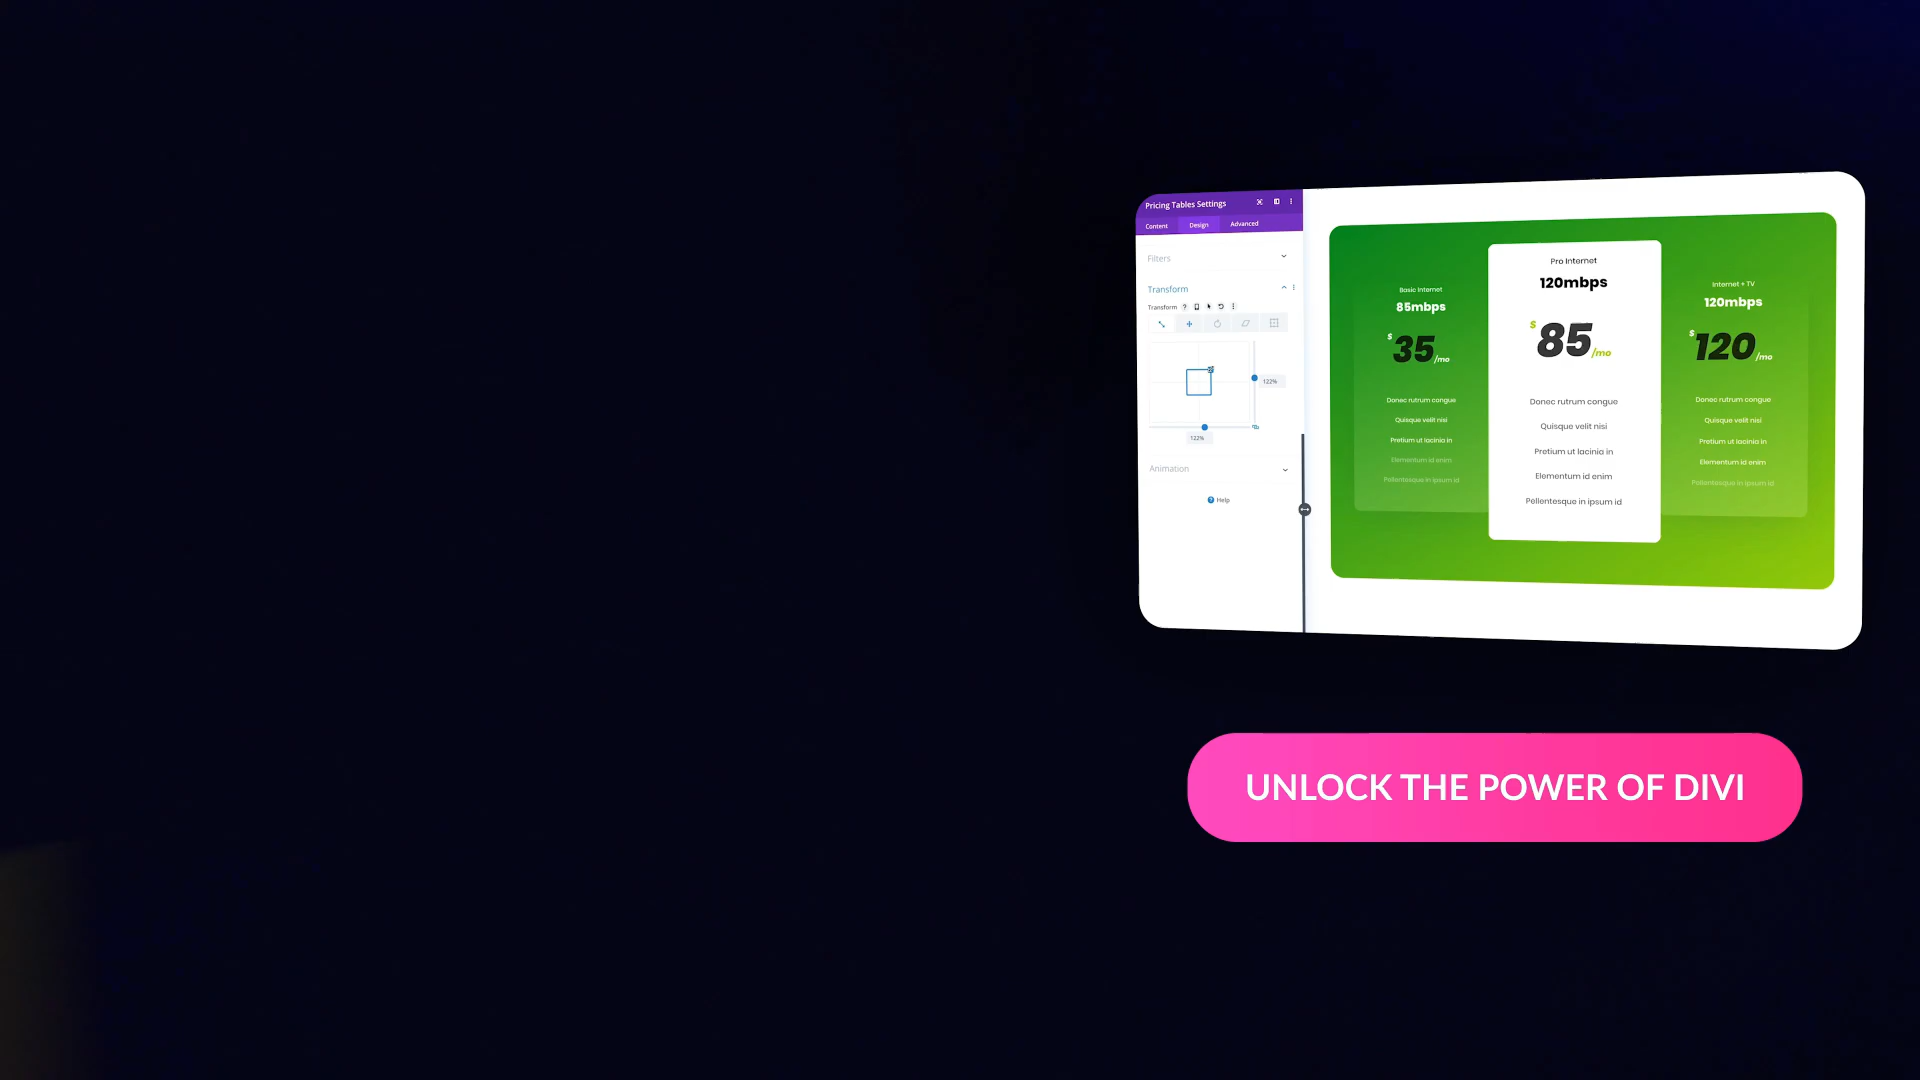 Pricing Tables Settings
Content Design Advanced
Filters
Transform
Transform ?
122%
122%
Animation
? Help
Basic Internet
85mbps
$35/mo
Donec rutrum congue
Quisque velit nisi
Pretium ut lacinia in
Elementum id enim
Pellentesque in ipsum id
Pro Internet
120mbps
$85/mo
Donec rutrum congue
Quisque velit nisi
Pretium ut lacinia in
Elementum id enim
Pellentesque in ipsum id
Internet + TV
120mbps
$120/mo
Donec rutrum congue
Quisque velit nisi
Pretium ut lacinia in
Elementum id enim
Pellentesque in ipsum id
UNLOCK THE POWER OF DIVI